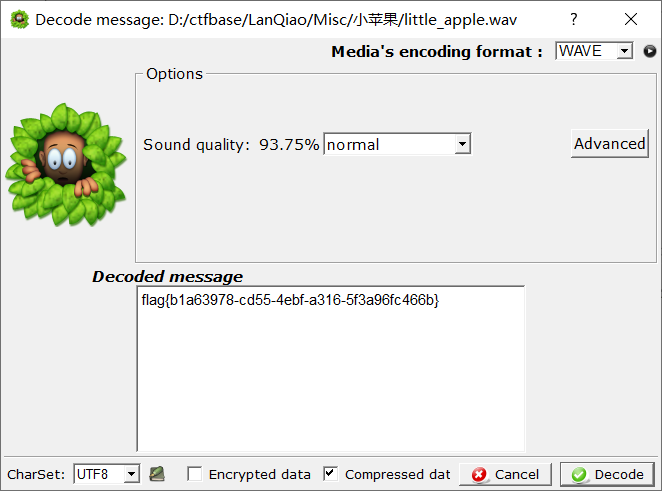 Decode message: D:/ctfbase/LanQiao/Misc/小苹果/little_apple.wav
Media's encoding format : WAVE
Options
Sound quality: 93.75% normal Advanced
Decoded message
flag{b1a63978-cd55-4ebf-a316-5f3a96fc466b}
CharSet: UTF8 Encrypted data Compressed dat Cancel Decode